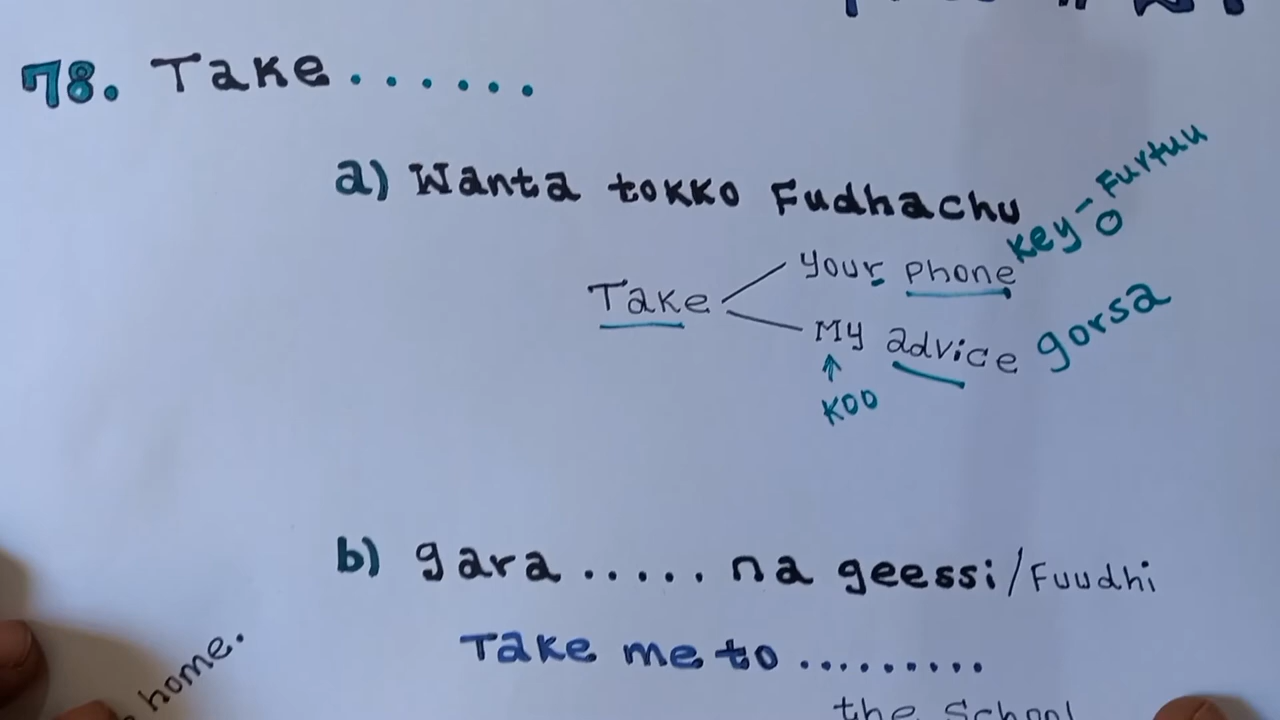 78. Take ......
a) Wanta tokko Fudhachu
Key - Furtuu
Take
Your phone
My advice gorsa
KOO
b) gara ..... na geessi/Fuudhi
Take me to .........
the School
home.